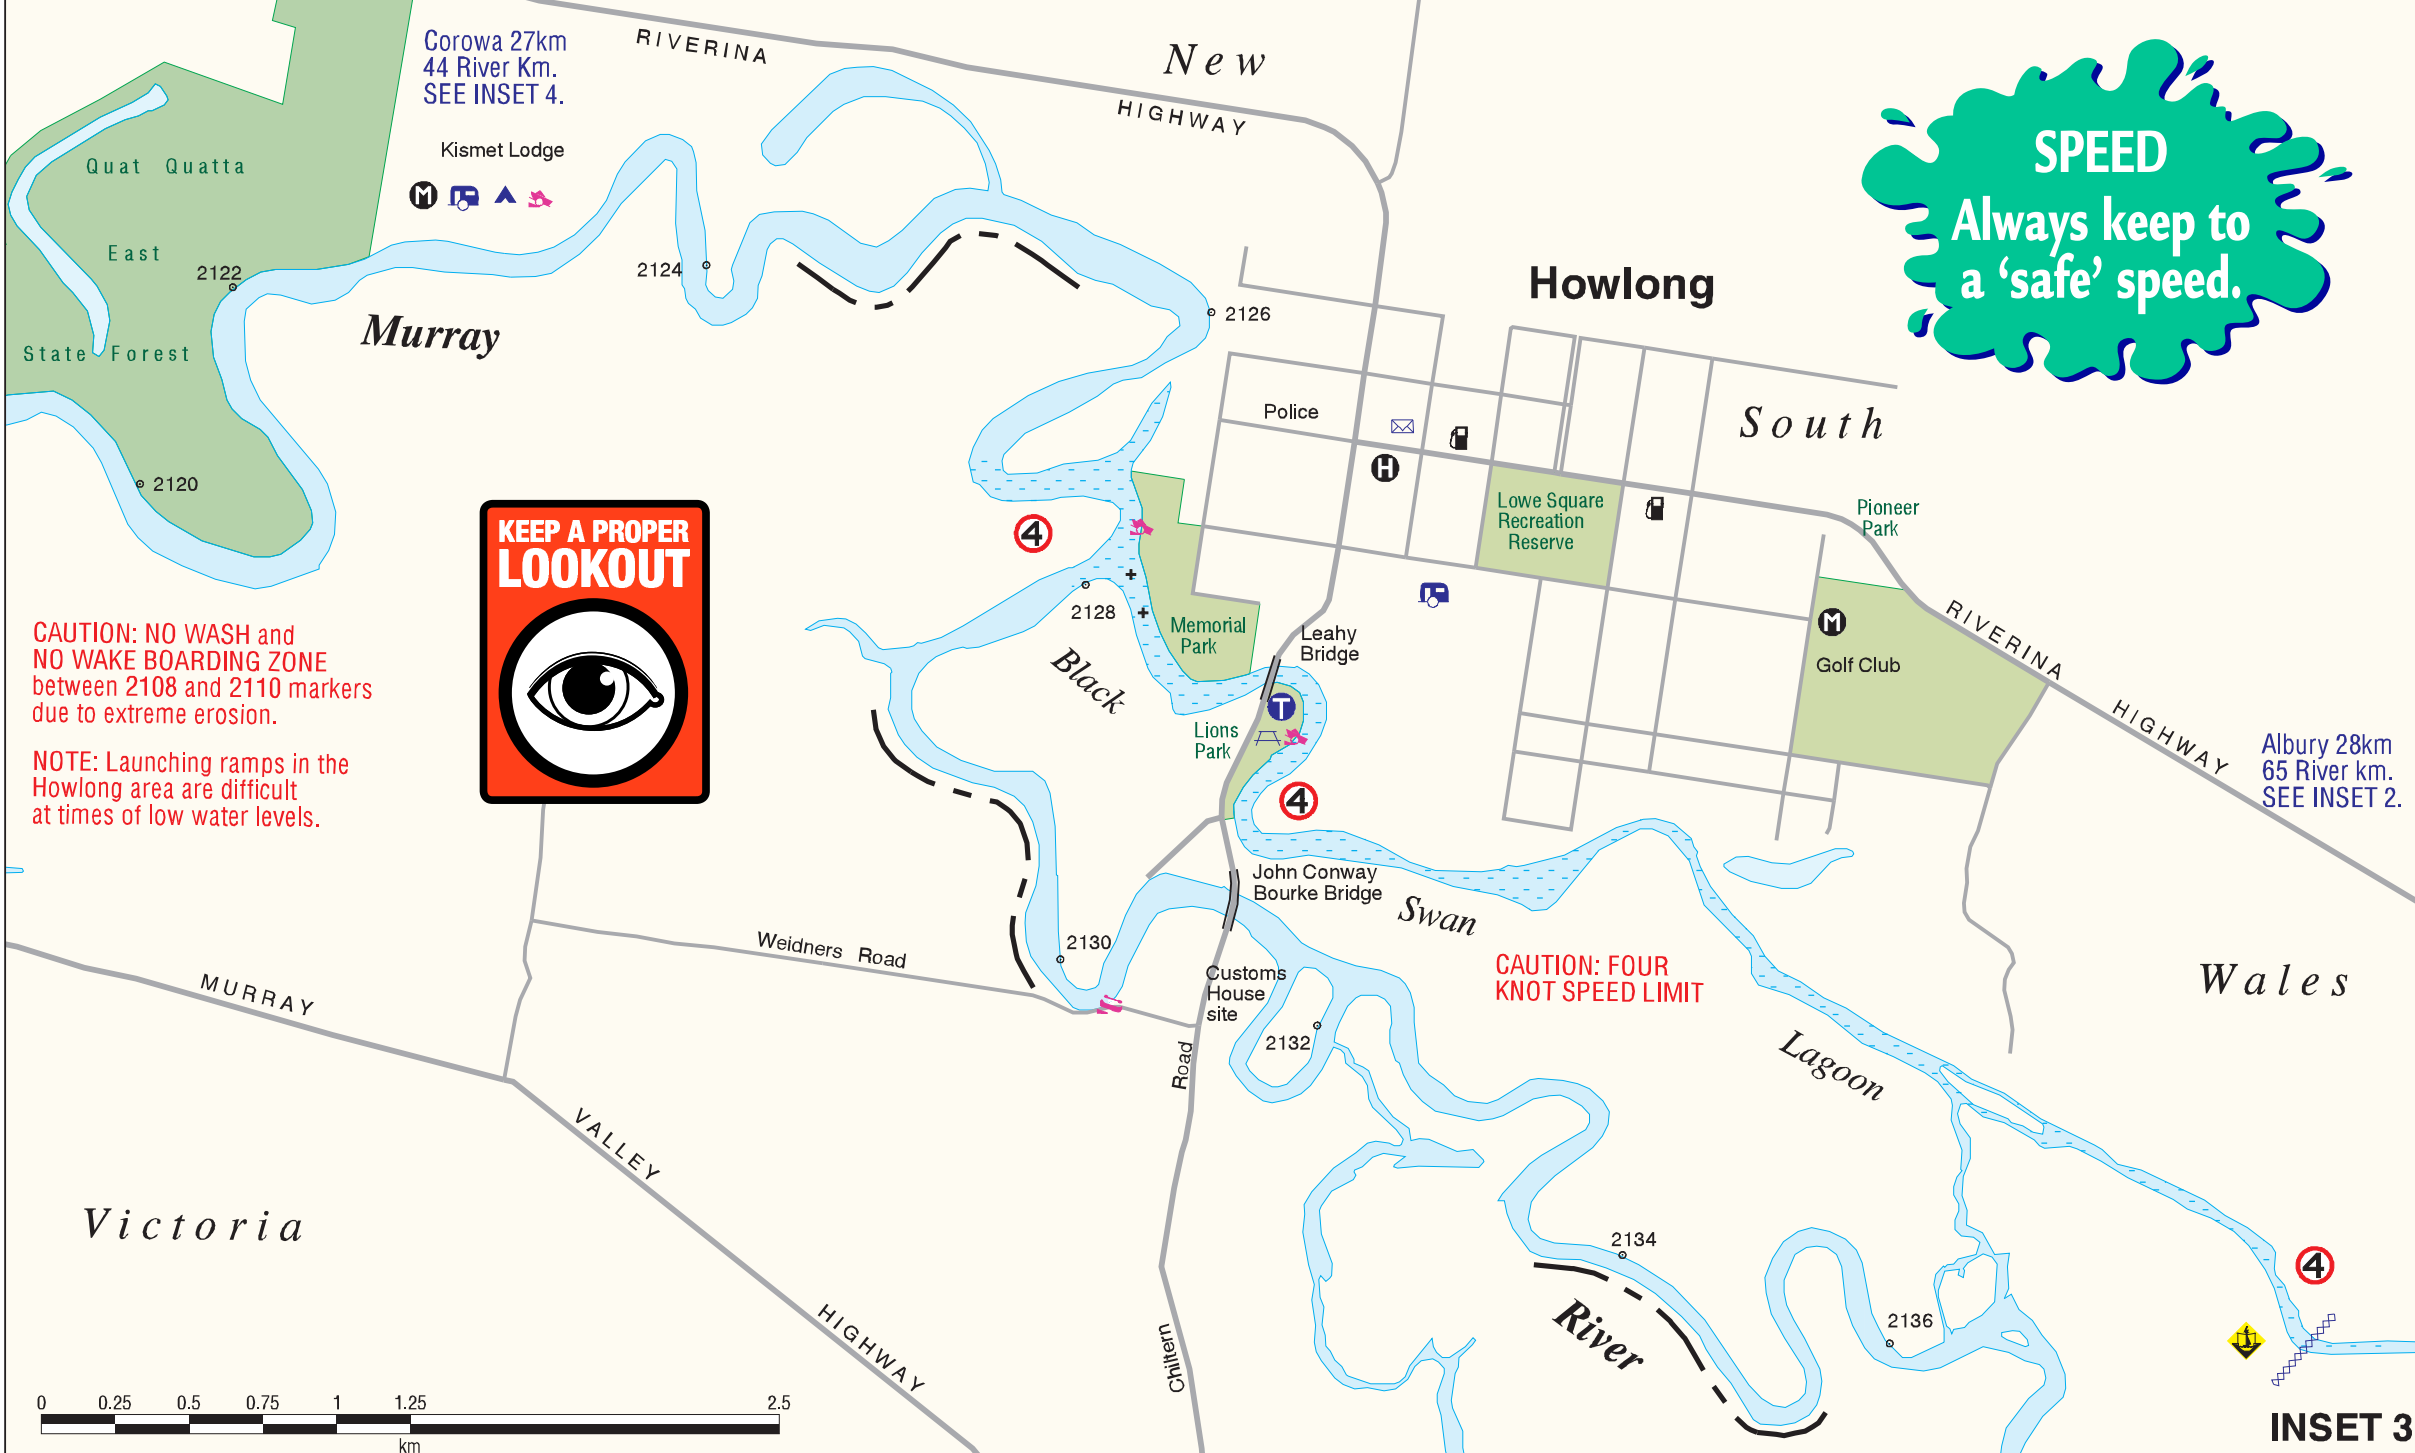 Corowa 27km
44 River Km.
SEE INSET 4.
RIVERINA
HIGHWAY
New
SPEED
Always keep to
a ‘safe’ speed.
Quat Quatta
East
State Forest
Kismet Lodge
M
2122
2124
2126
2120
Murray
Howlong
South
Police
H
Lowe Square
Recreation
Reserve
Pioneer
Park
KEEP A PROPER
LOOKOUT
4
2128
Memorial
Park
Leahy
Bridge
M
Golf Club
RIVERINA
HIGHWAY
CAUTION: NO WASH and
NO WAKE BOARDING ZONE
between 2108 and 2110 markers
due to extreme erosion.
NOTE: Launching ramps in the
Howlong area are difficult
at times of low water levels.
Black
T
Lions
Park
4
Albury 28km
65 River km.
SEE INSET 2.
John Conway
Bourke Bridge
Swan
Lagoon
CAUTION: FOUR
KNOT SPEED LIMIT
Wales
Weidners Road
2130
Customs
House
site
2132
MURRAY
VALLEY
HIGHWAY
Road
Chiltern
Victoria
2134
River
2136
4
0 0.25 0.5 0.75 1 1.25 2.5
km
INSET 3